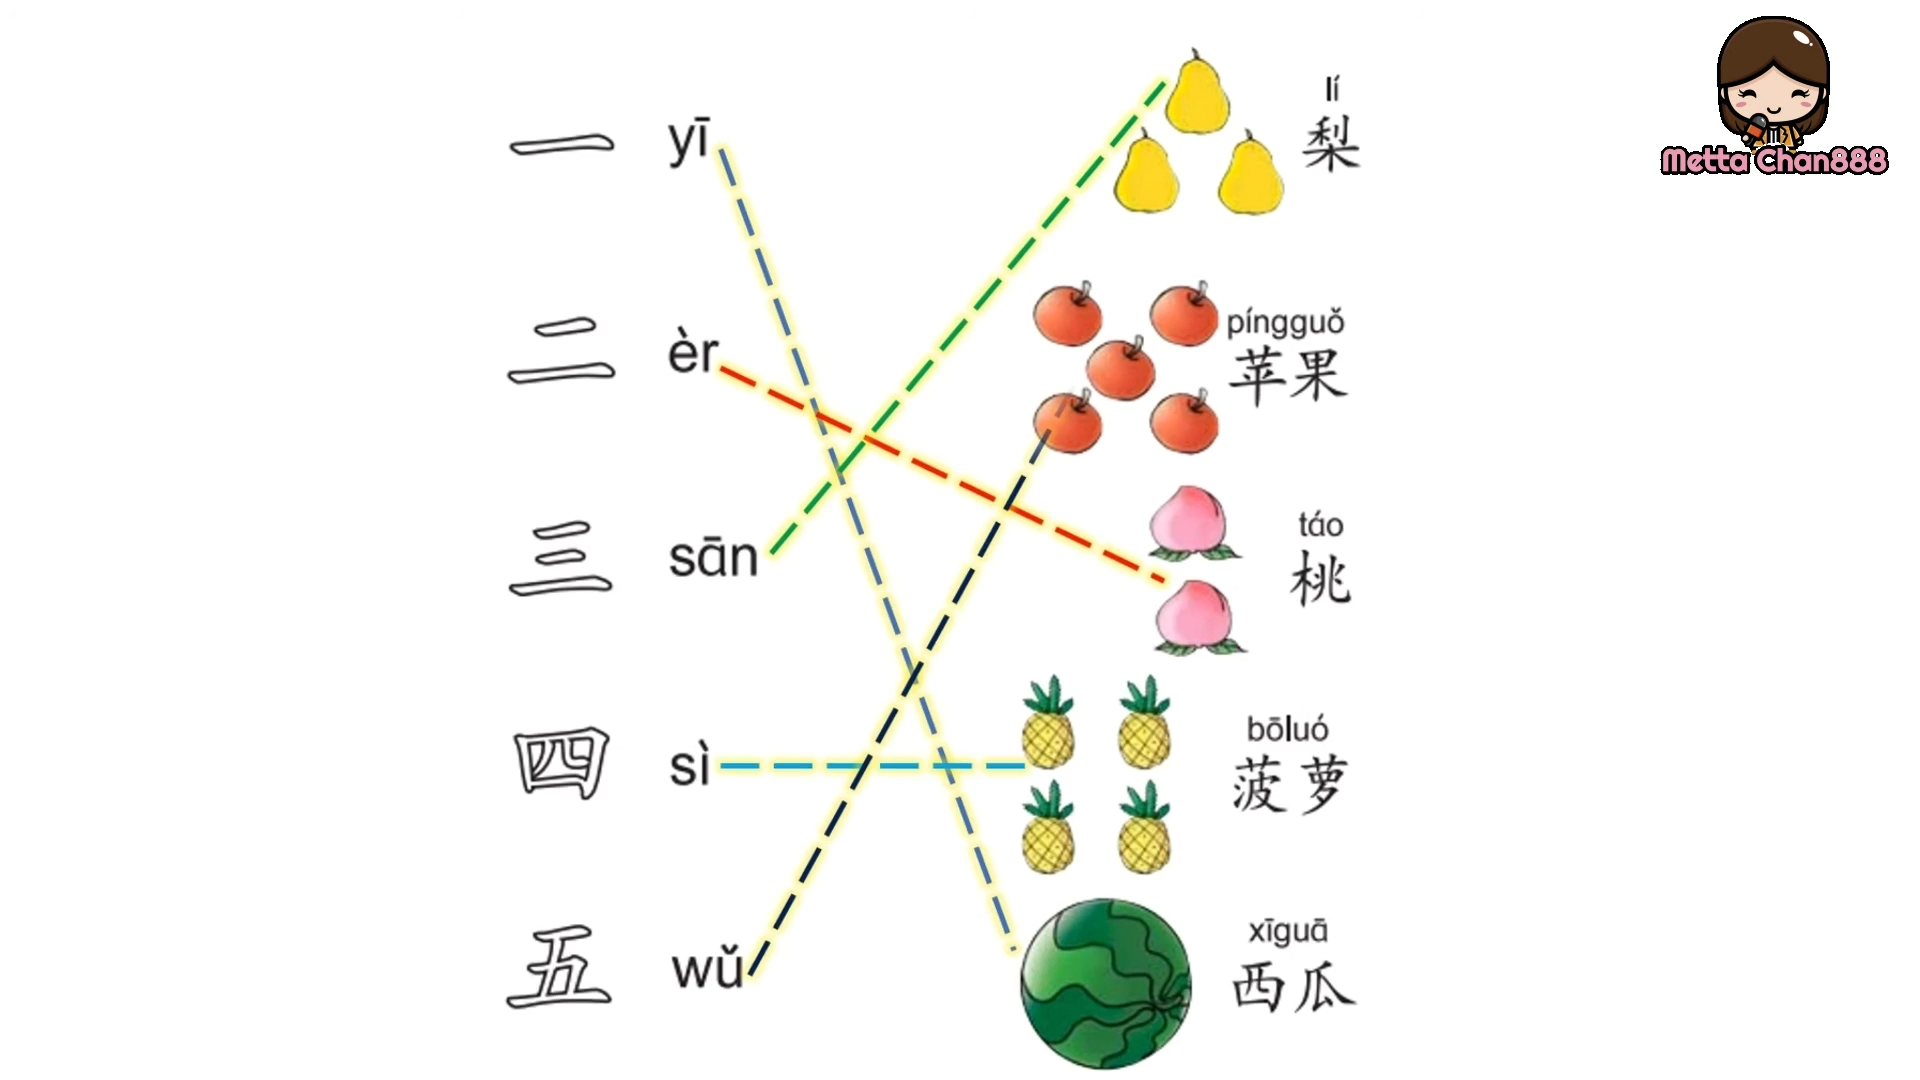 一 yī
lí
梨
二 èr
píngguǒ
苹果
三 sān
táo
桃
四 sì
bōluó
菠萝
五 wǔ
xīguā
西瓜
Metta Chan888